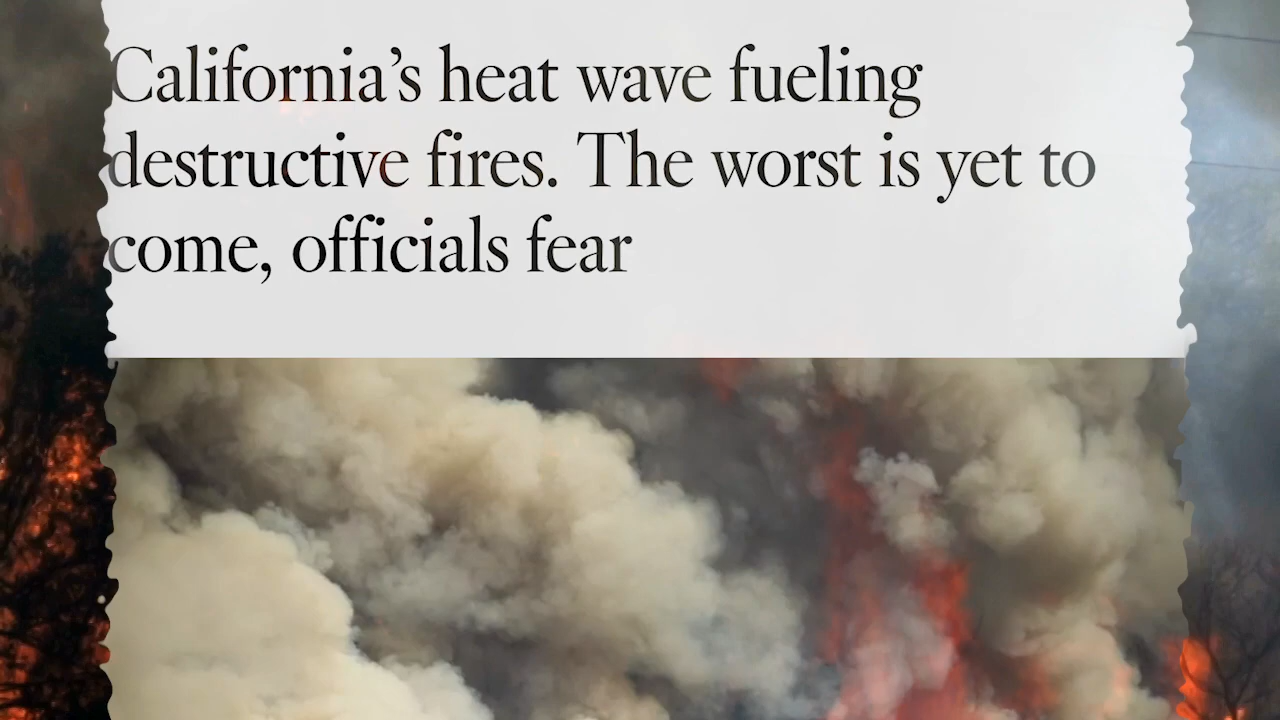 California’s heat wave fueling
destructive fires. The worst is yet to
come, officials fear